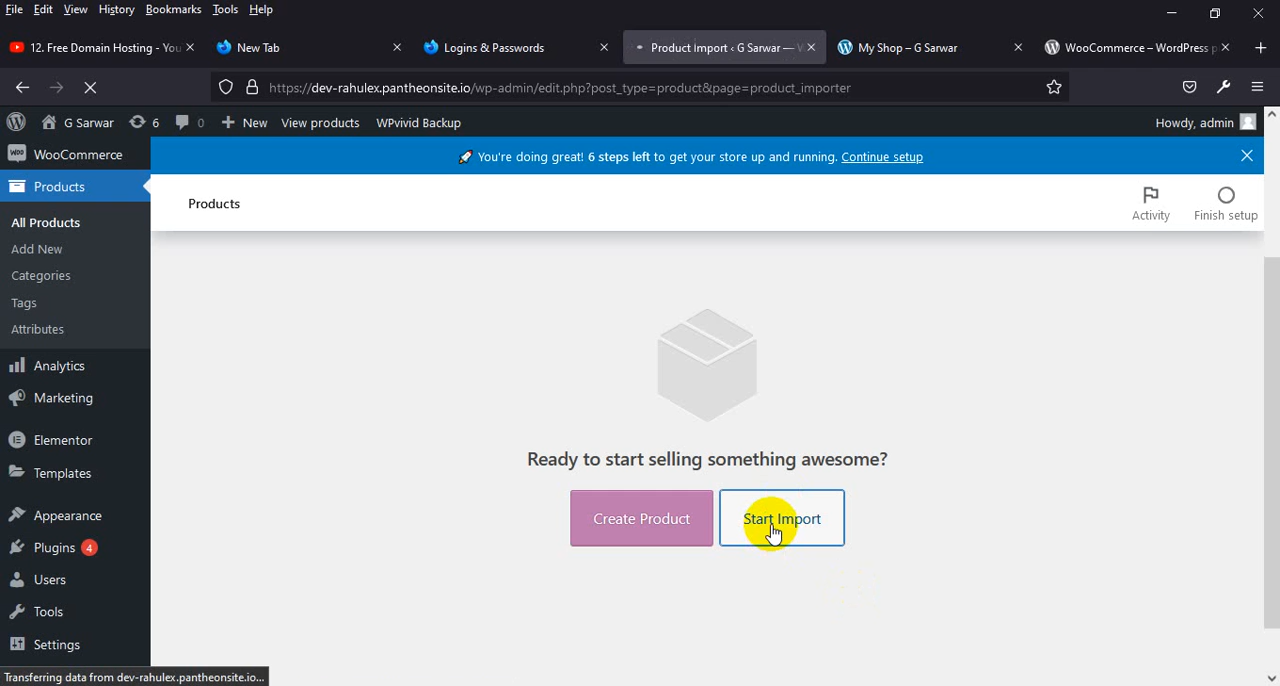 File Edit View History Bookmarks Tools Help
12. Free Domain Hosting - You
New Tab
Logins & Passwords
Product Import ‹ G Sarwar — W
My Shop – G Sarwar
WooCommerce – WordPress p
https://dev-rahulex.pantheonsite.io/wp-admin/edit.php?post_type=product&page=product_importer
G Sarwar 6 0 New View products WPvivid Backup Howdy, admin
WooCommerce
You're doing great! 6 steps left to get your store up and running. Continue setup
Products
Products
Activity
Finish setup
All Products
Add New
Categories
Tags
Attributes
Analytics
Marketing
Elementor
Templates
Appearance
Plugins 4
Users
Tools
Settings
Ready to start selling something awesome?
Create Product
Start Import
Transferring data from dev-rahulex.pantheonsite.io...